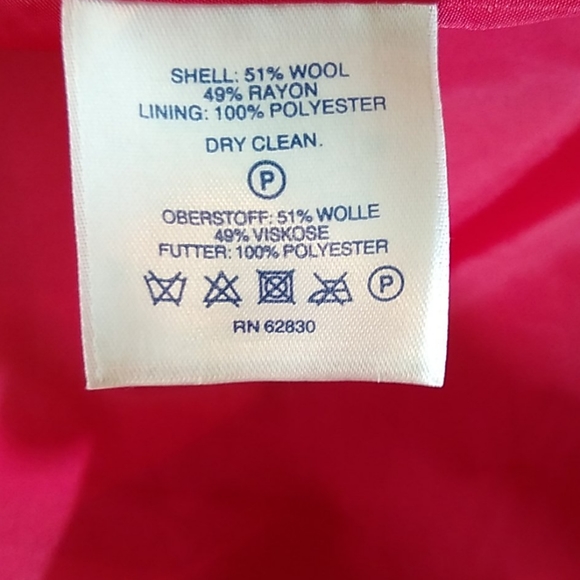 SHELL: 51% WOOL
49% RAYON
LINING: 100% POLYESTER
DRY CLEAN.
P
OBERSTOFF: 51% WOLLE
49% VISKOSE
FUTTER: 100% POLYESTER
P
RN 62830